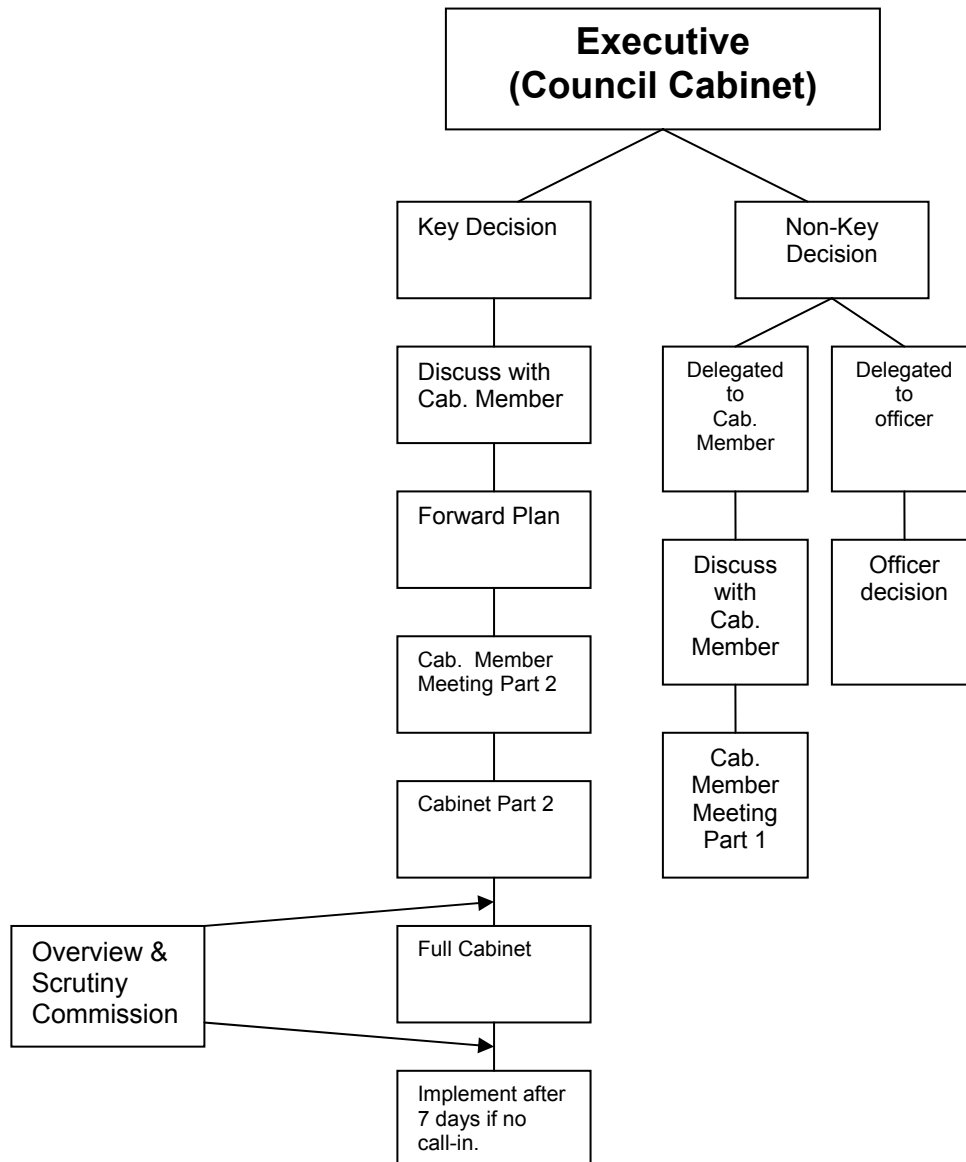 Executive
(Council Cabinet)
Key Decision
Non-Key
Decision
Discuss with
Cab. Member
Delegated
to
Cab.
Member
Delegated
to
officer
Forward Plan
Discuss
with
Cab.
Member
Officer
decision
Cab.  Member
Meeting Part 2
Cab.
Member
Meeting
Part 1
Cabinet Part 2
Overview &
Scrutiny
Commission
Full Cabinet
Implement after
7 days if no
call-in.